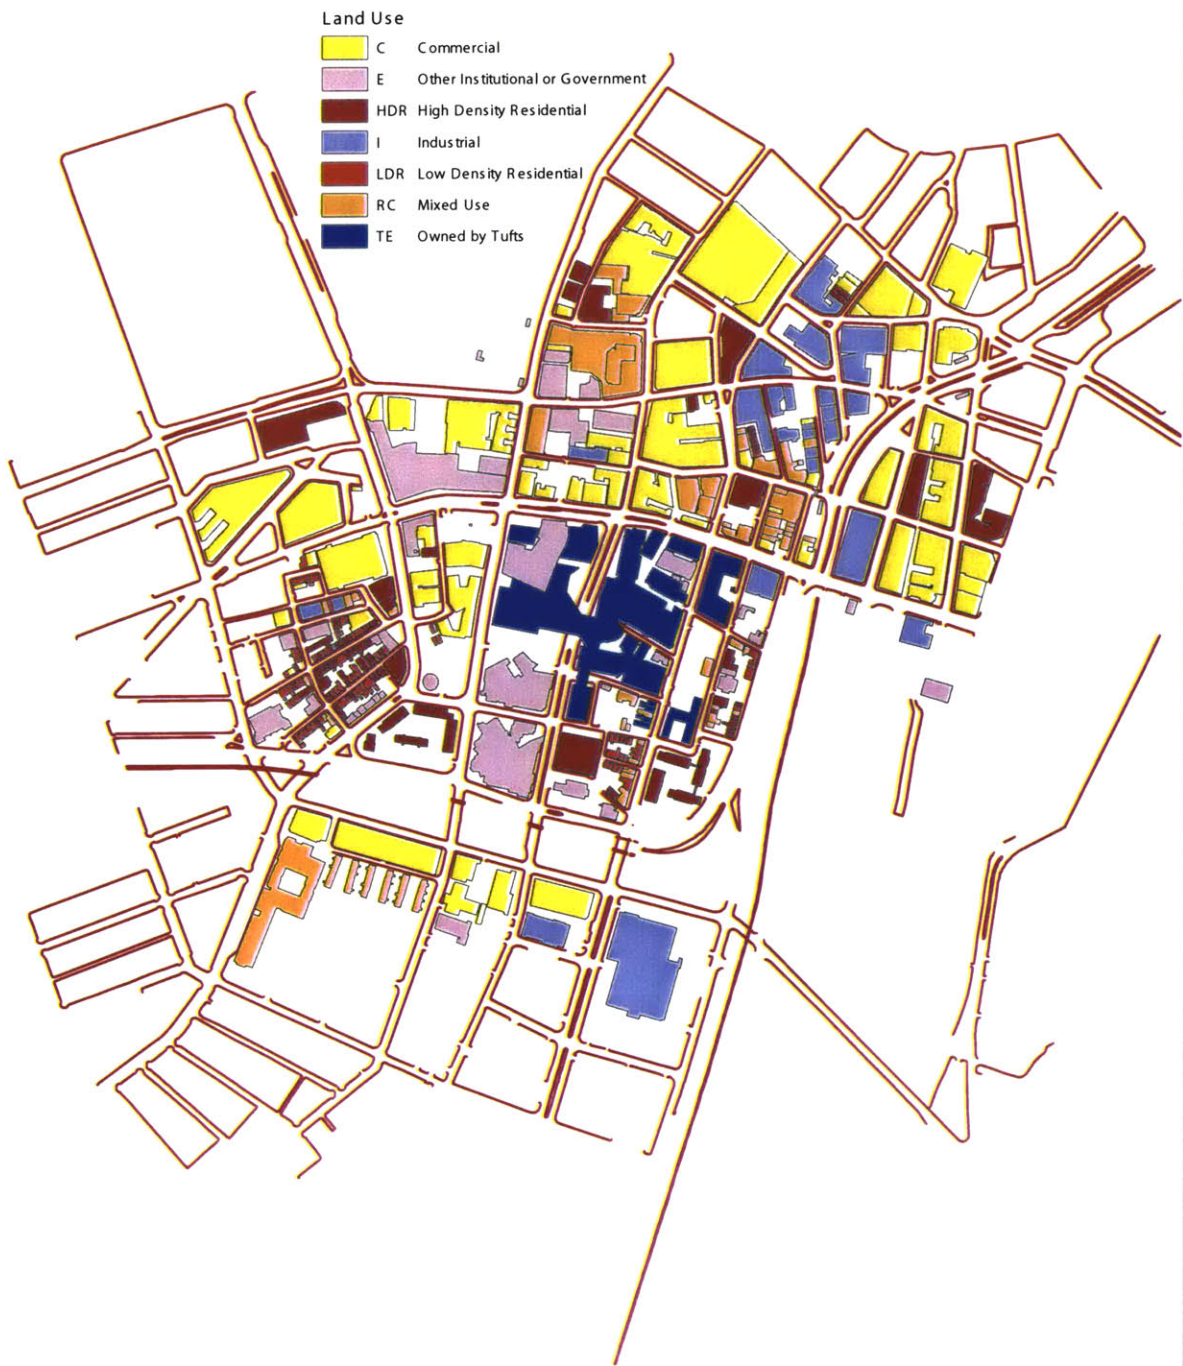 Land Use
C Commercial
E Other Institutional or Government
HDR High Density Residential
I Industrial
LDR Low Density Residential
RC Mixed Use
TE Owned by Tufts